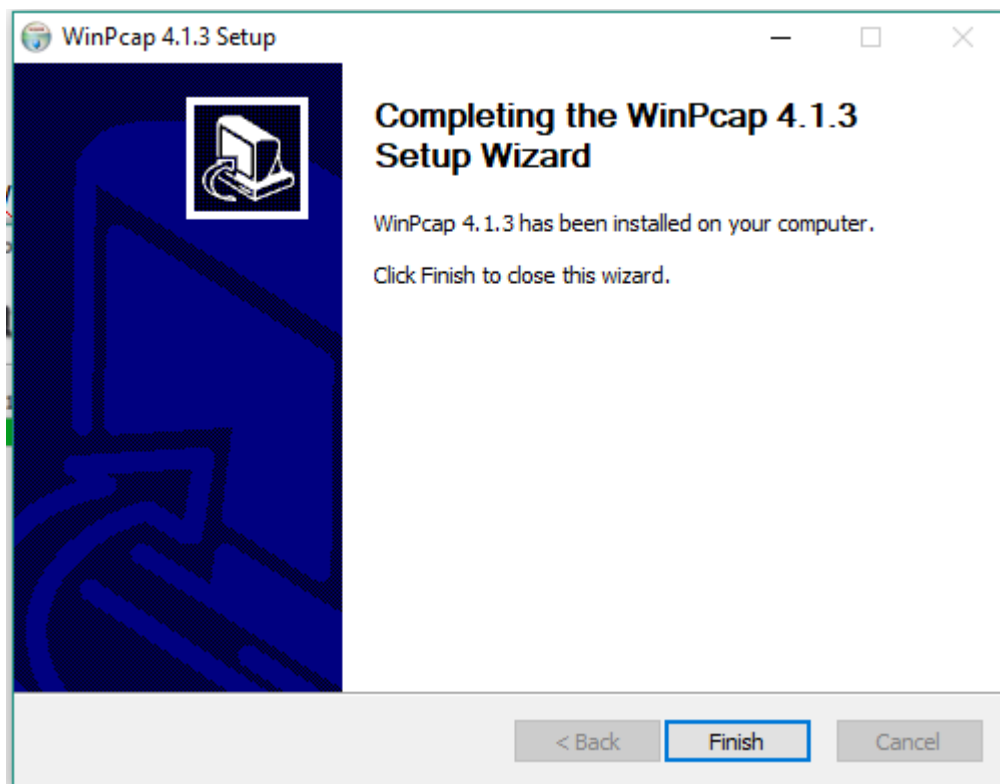 WinPcap 4.1.3 Setup
Completing the WinPcap 4.1.3
Setup Wizard
WinPcap 4.1.3 has been installed on your computer.
Click Finish to close this wizard.
< Back
Finish
Cancel